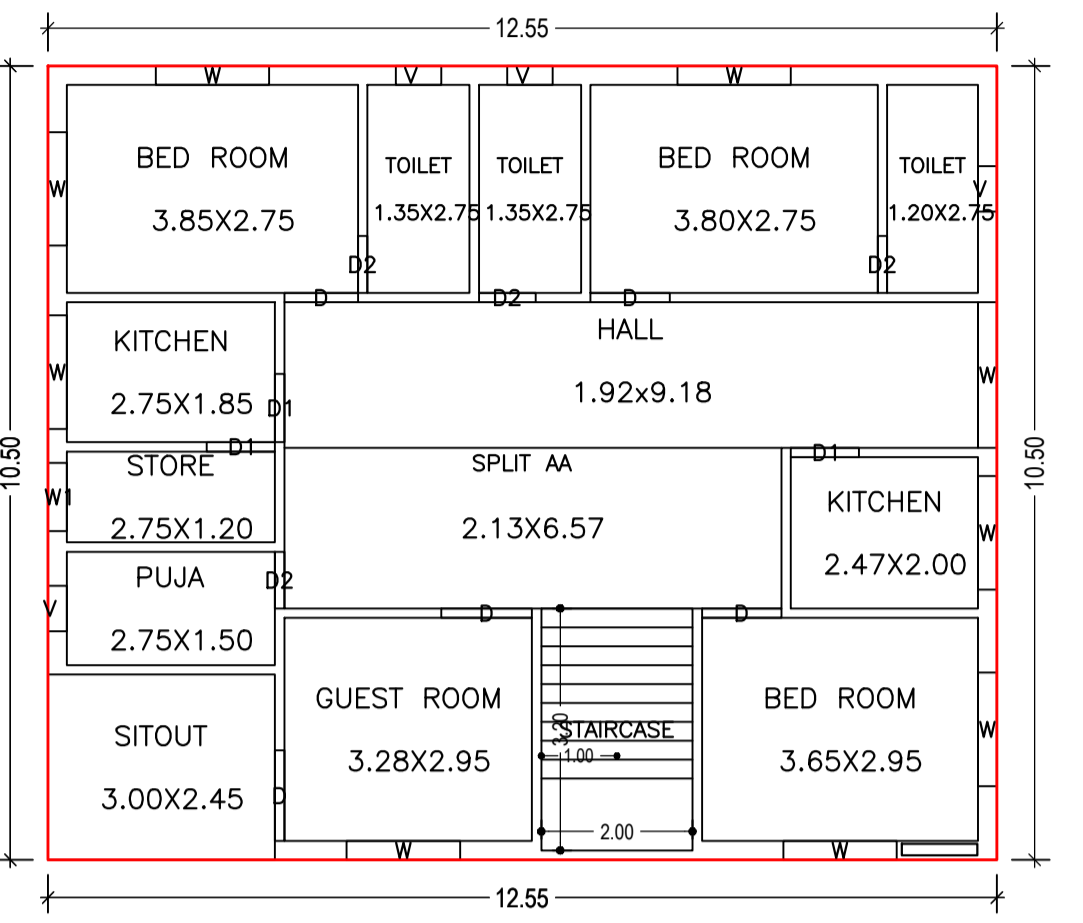 12.55
W V V W
BED ROOM
3.85X2.75
TOILET
1.35X2.75
TOILET
1.35X2.75
BED ROOM
3.80X2.75
TOILET
1.20X2.75
W
V
D2
D2
D
D2
D
KITCHEN
2.75X1.85
W
D1
HALL
1.92x9.18
W
10.50
10.50
D1
STORE
2.75X1.20
W1
SPLIT AA
2.13X6.57
D1
KITCHEN
2.47X2.00
W
PUJA
2.75X1.50
D2
V
D
D
SITOUT
3.00X2.45
D
GUEST ROOM
3.28X2.95
STAIRCASE
3.20
1.00
2.00
BED ROOM
3.65X2.95
W
W
W
12.55